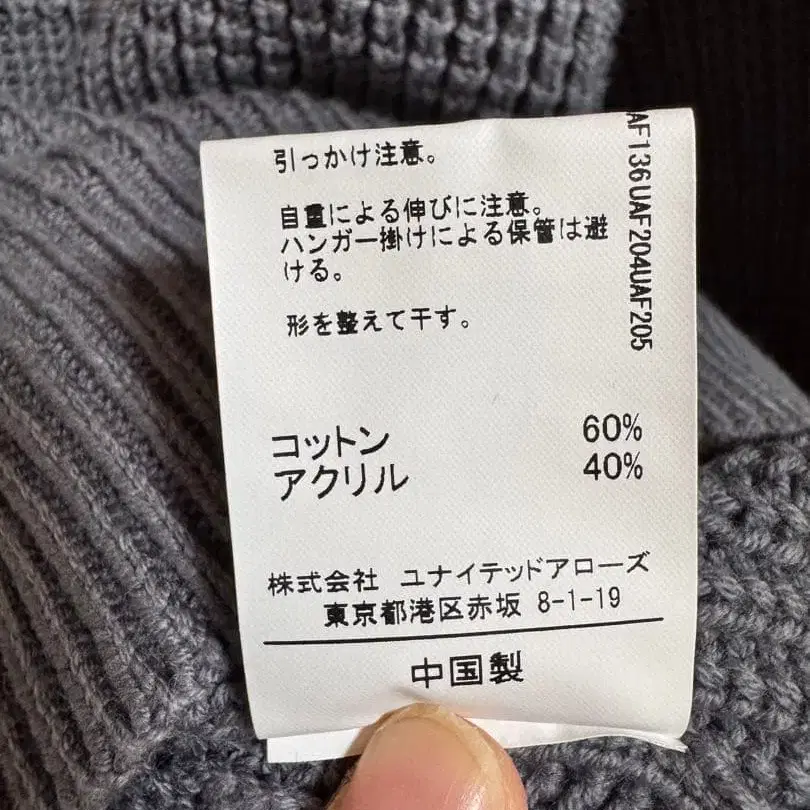 引っかけ注意。
自重による伸びに注意。
ハンガー掛けによる保管は避
ける。
形を整えて干す。
コットン 60%
アクリル 40%
株式会社 ユナイテッドアローズ
東京都港区赤坂 8-1-19
中国製
AF136UAF204UAF205